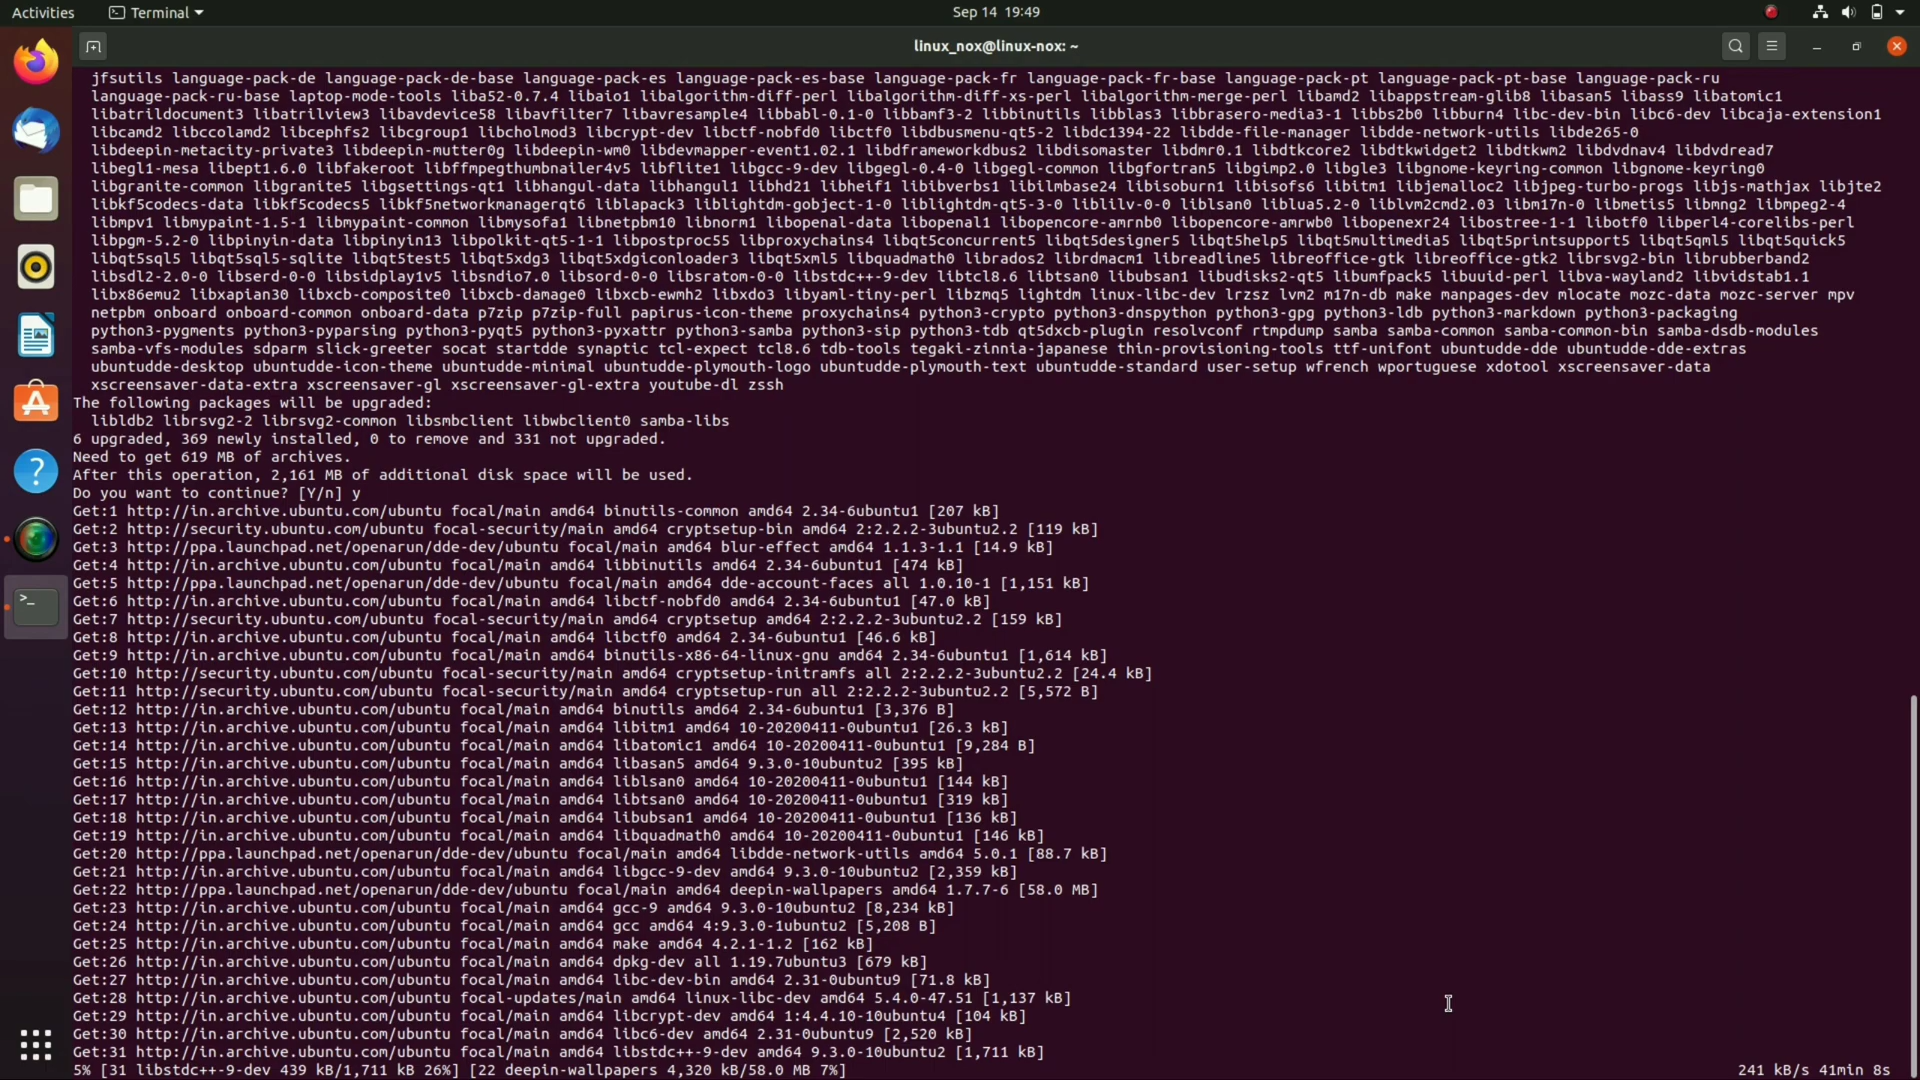 Activities Terminal Sep 14 19:49
linux_nox@linux-nox: ~
jfsutils language-pack-de language-pack-de-base language-pack-es language-pack-es-base language-pack-fr language-pack-fr-base language-pack-pt language-pack-pt-base language-pack-ru
language-pack-ru-base laptop-mode-tools liba52-0.7.4 libaio1 libalgorithm-diff-perl libalgorithm-diff-xs-perl libalgorithm-merge-perl libamd2 libappstream-glib8 libasan5 libass9 libatomic1
libatrildocument3 libatrilview3 libavdevice58 libavfilter7 libavresample4 libbabl-0.1-0 libbamf3-2 libbinutils libblas3 libbrasero-media3-1 libbs2b0 libburn4 libc-dev-bin libc6-dev libcaja-extension1
libcamd2 libccolamd2 libcephfs2 libcgroup1 libcholmod3 libcrypt-dev libctf-nobfd0 libctf0 libdbusmenu-qt5-2 libdc1394-22 libdde-file-manager libdde-network-utils libde265-0
libdeepin-metacity-private3 libdeepin-mutter0g libdeepin-wm0 libdevmapper-event1.02.1 libdframeworkdbus2 libdisomaster libdmr0.1 libdtkcore2 libdtkwidget2 libdtkwm2 libdvdnav4 libdvdread7
libegl1-mesa libept1.6.0 libfakeroot libffmpegthumbnailer4v5 libflite1 libgcc-9-dev libgegl-0.4-0 libgegl-common libgfortran5 libgimp2.0 libgle3 libgnome-keyring-common libgnome-keyring0
libgranite-common libgranite5 libgsettings-qt1 libhangul-data libhangul1 libhd21 libheif1 libibverbs1 libilmbase24 libisoburn1 libisofs6 libitm1 libjemalloc2 libjpeg-turbo-progs libjs-mathjax libjte2
libkf5codecs-data libkf5codecs5 libkf5networkmanagerqt6 liblapack3 liblightdm-gobject-1-0 liblightdm-qt5-3-0 liblilv-0-0 liblsan0 liblua5.2-0 liblvm2cmd2.03 libm17n-0 libmetis5 libmng2 libmpeg2-4
libmpv1 libmypaint-1.5-1 libmypaint-common libmysofa1 libnetpbm10 libnorm1 libopenal-data libopenal1 libopencore-amrnb0 libopencore-amrwb0 libopenexr24 libostree-1-1 libotf0 libperl4-corelibs-perl
libpgm-5.2-0 libpinyin-data libpinyin13 libpolkit-qt5-1-1 libpostproc55 libproxychains4 libqt5concurrent5 libqt5designer5 libqt5help5 libqt5multimedia5 libqt5printsupport5 libqt5qml5 libqt5quick5
libqt5sql5 libqt5sql5-sqlite libqt5test5 libqt5xdg3 libqt5xdgiconloader3 libqt5xml5 libquadmath0 librados2 librdmacm1 libreadline5 libreoffice-gtk libreoffice-gtk2 librsvg2-bin librubberband2
libsdl2-2.0-0 libserd-0-0 libsidplay1v5 libsndio7.0 libsord-0-0 libsratom-0-0 libstdc++-9-dev libtcl8.6 libtsan0 libubsan1 libudisks2-qt5 libumfpack5 libuuid-perl libva-wayland2 libvidstab1.1
libx86emu2 libxapian30 libxcb-composite0 libxcb-damage0 libxcb-ewmh2 libxdo3 libyaml-tiny-perl libzmq5 lightdm linux-libc-dev lrzsz lvm2 m17n-db make manpages-dev mlocate mozc-data mozc-server mpv
netpbm onboard onboard-common onboard-data p7zip p7zip-full papirus-icon-theme proxychains4 python3-crypto python3-dnspython python3-gpg python3-ldb python3-markdown python3-packaging
python3-pygments python3-pyparsing python3-pyqt5 python3-pyxattr python3-samba python3-sip python3-tdb qt5dxcb-plugin resolvconf rtmpdump samba samba-common samba-common-bin samba-dsdb-modules
samba-vfs-modules sdparm slick-greeter socat startdde synaptic tcl-expect tcl8.6 tdb-tools tegaki-zinnia-japanese thin-provisioning-tools ttf-unifont ubuntudde-dde ubuntudde-dde-extras
ubuntudde-desktop ubuntudde-icon-theme ubuntudde-minimal ubuntudde-plymouth-logo ubuntudde-plymouth-text ubuntudde-standard user-setup wfrench wportuguese xdotool xscreensaver-data
xscreensaver-data-extra xscreensaver-gl xscreensaver-gl-extra youtube-dl zssh
The following packages will be upgraded:
libldb2 librsvg2-2 librsvg2-common libsmbclient libwbclient0 samba-libs
6 upgraded, 369 newly installed, 0 to remove and 331 not upgraded.
Need to get 619 MB of archives.
After this operation, 2,161 MB of additional disk space will be used.
Do you want to continue? [Y/n] y
Get:1 http://in.archive.ubuntu.com/ubuntu focal/main amd64 binutils-common amd64 2.34-6ubuntu1 [207 kB]
Get:2 http://security.ubuntu.com/ubuntu focal-security/main amd64 cryptsetup-bin amd64 2:2.2.2-3ubuntu2.2 [119 kB]
Get:3 http://ppa.launchpad.net/openarun/dde-dev/ubuntu focal/main amd64 blur-effect amd64 1.1.3-1.1 [14.9 kB]
Get:4 http://in.archive.ubuntu.com/ubuntu focal/main amd64 libbinutils amd64 2.34-6ubuntu1 [474 kB]
Get:5 http://ppa.launchpad.net/openarun/dde-dev/ubuntu focal/main amd64 dde-account-faces all 1.0.10-1 [1,151 kB]
Get:6 http://in.archive.ubuntu.com/ubuntu focal/main amd64 libctf-nobfd0 amd64 2.34-6ubuntu1 [47.0 kB]
Get:7 http://security.ubuntu.com/ubuntu focal-security/main amd64 cryptsetup amd64 2:2.2.2-3ubuntu2.2 [159 kB]
Get:8 http://in.archive.ubuntu.com/ubuntu focal/main amd64 libctf0 amd64 2.34-6ubuntu1 [46.6 kB]
Get:9 http://in.archive.ubuntu.com/ubuntu focal/main amd64 binutils-x86-64-linux-gnu amd64 2.34-6ubuntu1 [1,614 kB]
Get:10 http://security.ubuntu.com/ubuntu focal-security/main amd64 cryptsetup-initramfs all 2:2.2.2-3ubuntu2.2 [24.4 kB]
Get:11 http://security.ubuntu.com/ubuntu focal-security/main amd64 cryptsetup-run all 2:2.2.2-3ubuntu2.2 [5,572 B]
Get:12 http://in.archive.ubuntu.com/ubuntu focal/main amd64 binutils amd64 2.34-6ubuntu1 [3,376 B]
Get:13 http://in.archive.ubuntu.com/ubuntu focal/main amd64 libitm1 amd64 10-20200411-0ubuntu1 [26.3 kB]
Get:14 http://in.archive.ubuntu.com/ubuntu focal/main amd64 libatomic1 amd64 10-20200411-0ubuntu1 [9,284 B]
Get:15 http://in.archive.ubuntu.com/ubuntu focal/main amd64 libasan5 amd64 9.3.0-10ubuntu2 [395 kB]
Get:16 http://in.archive.ubuntu.com/ubuntu focal/main amd64 liblsan0 amd64 10-20200411-0ubuntu1 [144 kB]
Get:17 http://in.archive.ubuntu.com/ubuntu focal/main amd64 libtsan0 amd64 10-20200411-0ubuntu1 [319 kB]
Get:18 http://in.archive.ubuntu.com/ubuntu focal/main amd64 libubsan1 amd64 10-20200411-0ubuntu1 [136 kB]
Get:19 http://in.archive.ubuntu.com/ubuntu focal/main amd64 libquadmath0 amd64 10-20200411-0ubuntu1 [146 kB]
Get:20 http://ppa.launchpad.net/openarun/dde-dev/ubuntu focal/main amd64 libdde-network-utils amd64 5.0.1 [88.7 kB]
Get:21 http://in.archive.ubuntu.com/ubuntu focal/main amd64 libgcc-9-dev amd64 9.3.0-10ubuntu2 [2,359 kB]
Get:22 http://ppa.launchpad.net/openarun/dde-dev/ubuntu focal/main amd64 deepin-wallpapers amd64 1.7.7-6 [58.0 MB]
Get:23 http://in.archive.ubuntu.com/ubuntu focal/main amd64 gcc-9 amd64 9.3.0-10ubuntu2 [8,234 kB]
Get:24 http://in.archive.ubuntu.com/ubuntu focal/main amd64 gcc amd64 4:9.3.0-1ubuntu2 [5,208 B]
Get:25 http://in.archive.ubuntu.com/ubuntu focal/main amd64 make amd64 4.2.1-1.2 [162 kB]
Get:26 http://in.archive.ubuntu.com/ubuntu focal/main amd64 dpkg-dev all 1.19.7ubuntu3 [679 kB]
Get:27 http://in.archive.ubuntu.com/ubuntu focal/main amd64 libc-dev-bin amd64 2.31-0ubuntu9 [71.8 kB]
Get:28 http://in.archive.ubuntu.com/ubuntu focal-updates/main amd64 linux-libc-dev amd64 5.4.0-47.51 [1,137 kB]
Get:29 http://in.archive.ubuntu.com/ubuntu focal/main amd64 libcrypt-dev amd64 1:4.4.10-10ubuntu4 [104 kB]
Get:30 http://in.archive.ubuntu.com/ubuntu focal/main amd64 libc6-dev amd64 2.31-0ubuntu9 [2,520 kB]
Get:31 http://in.archive.ubuntu.com/ubuntu focal/main amd64 libstdc++-9-dev amd64 9.3.0-10ubuntu2 [1,711 kB]
5% [31 libstdc++-9-dev 439 kB/1,711 kB 26%] [22 deepin-wallpapers 4,320 kB/58.0 MB 7%] 241 kB/s 41min 8s